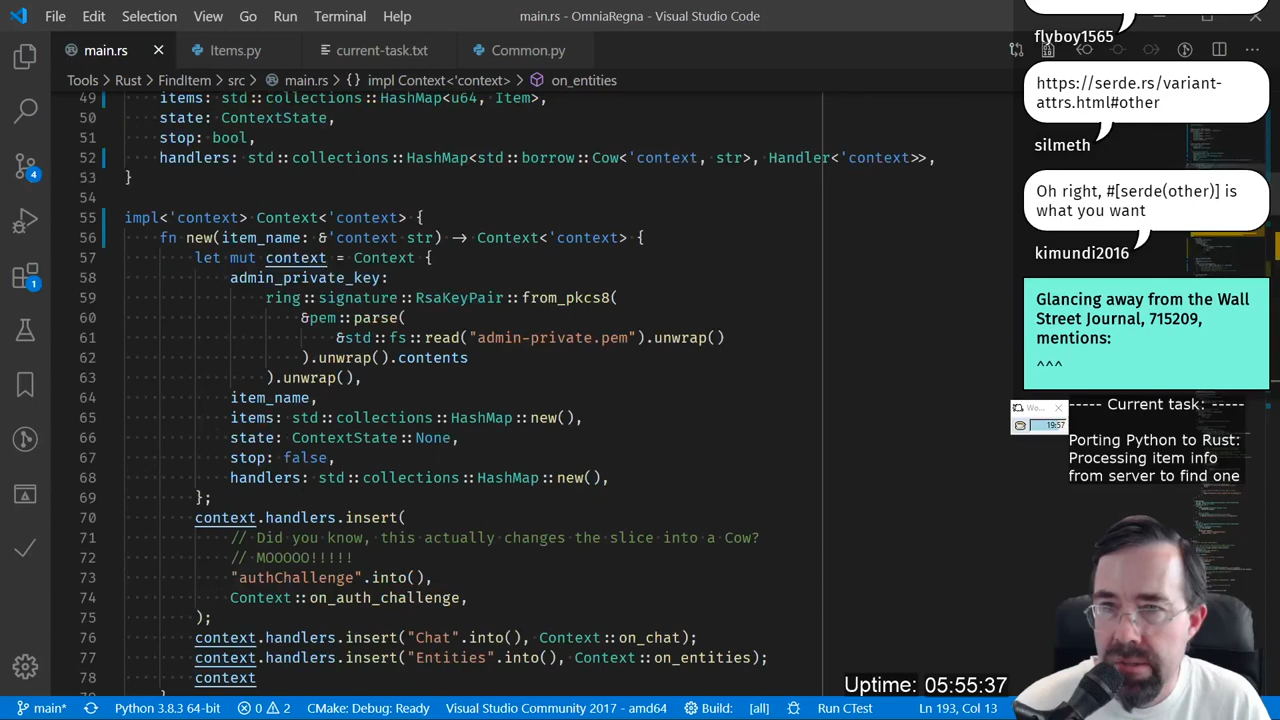 File Edit Selection View Go Run Terminal Help main.rs - OmniaRegna - Visual Studio Code
main.rs Items.py current-task.txt Common.py
Tools > Rust > FindItem > src > main.rs > {} impl Context<'context> > on_entities
49 items: std::collections::HashMap<u64, Item>,
50 state: ContextState,
51 stop: bool,
52 handlers: std::collections::HashMap<std::borrow::Cow<'context, str>, Handler<'context>>,
53 }
54
55 impl<'context> Context<'context> {
56 fn new(item_name: &'context str) -> Context<'context> {
57 let mut context = Context {
58 admin_private_key:
59 ring::signature::RsaKeyPair::from_pkcs8(
60 &pem::parse(
61 &std::fs::read("admin-private.pem").unwrap()
62 ).unwrap().contents
63 ).unwrap(),
64 item_name,
65 items: std::collections::HashMap::new(),
66 state: ContextState::None,
67 stop: false,
68 handlers: std::collections::HashMap::new(),
69 };
70 context.handlers.insert(
71 // Did you know, this actually changes the slice into a Cow?
72 // MOOOOO!!!!!
73 "authChallenge".into(),
74 Context::on_auth_challenge,
75 );
76 context.handlers.insert("Chat".into(), Context::on_chat);
77 context.handlers.insert("Entities".into(), Context::on_entities);
78 context
flyboy1565
https://serde.rs/variant-
attrs.html#other
silmeth
Oh right, #[serde(other)] is
what you want
kimundi2016
Glancing away from the Wall
Street Journal, 715209,
mentions:
^^^
----- Current task: -----
19:57
Porting Python to Rust:
Processing item info
from server to find one
4
1
Uptime: 05:55:37
main* Python 3.8.3 64-bit 0 2 CMake: Debug: Ready Visual Studio Community 2017 - amd64 Build: [all] Run CTest Ln 193, Col 13